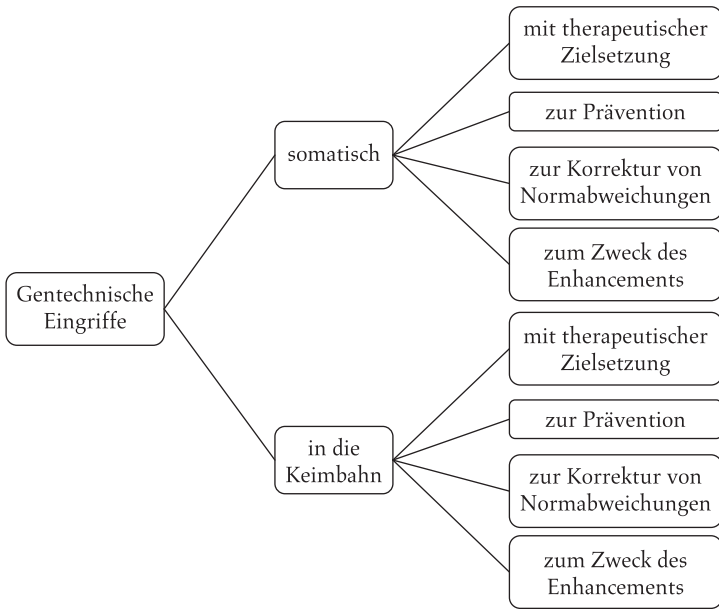 Gentechnische
Eingriffe
somatisch
mit therapeutischer
Zielsetzung
zur Prävention
zur Korrektur von
Normabweichungen
zum Zweck des
Enhancements
in die
Keimbahn
mit therapeutischer
Zielsetzung
zur Prävention
zur Korrektur von
Normabweichungen
zum Zweck des
Enhancements